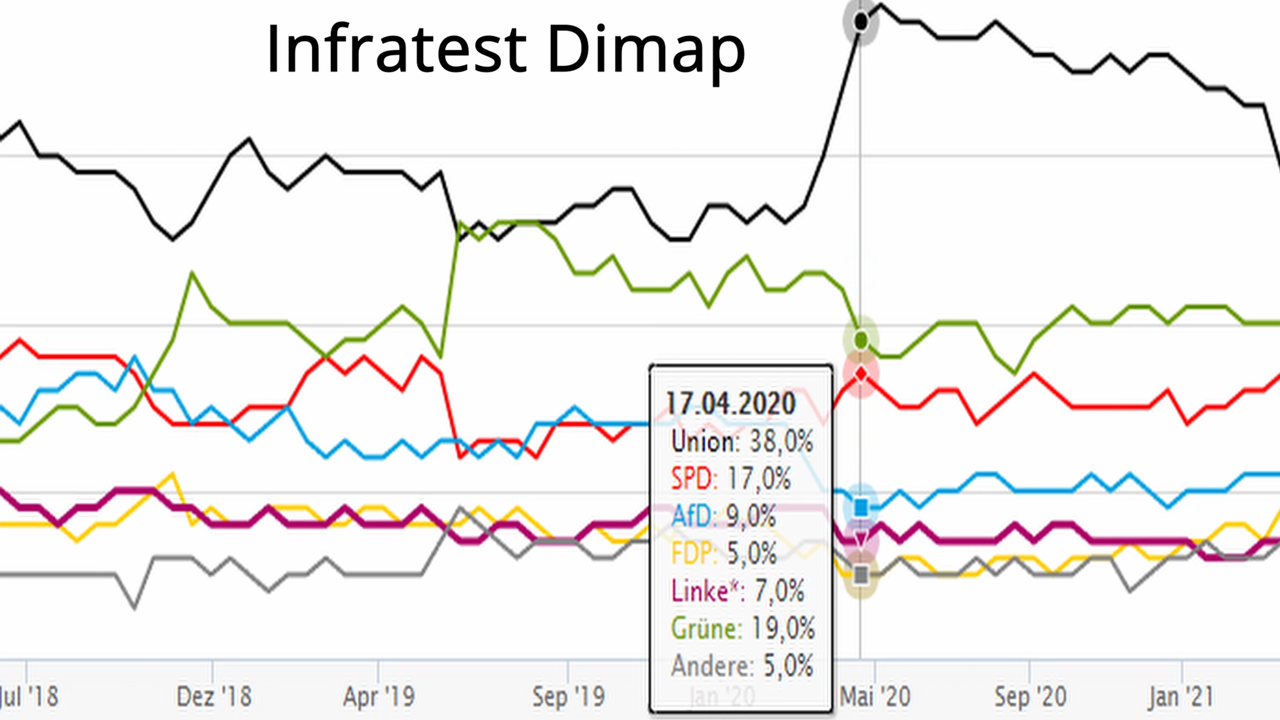 Infratest Dimap
17.04.2020
Union: 38,0%
SPD: 17,0%
AfD: 9,0%
FDP: 5,0%
Linke*: 7,0%
Grüne: 19,0%
Andere: 5,0%
Jul '18 Dez '18 Apr '19 Sep '19 Jan '20 Mai '20 Sep '20 Jan '21